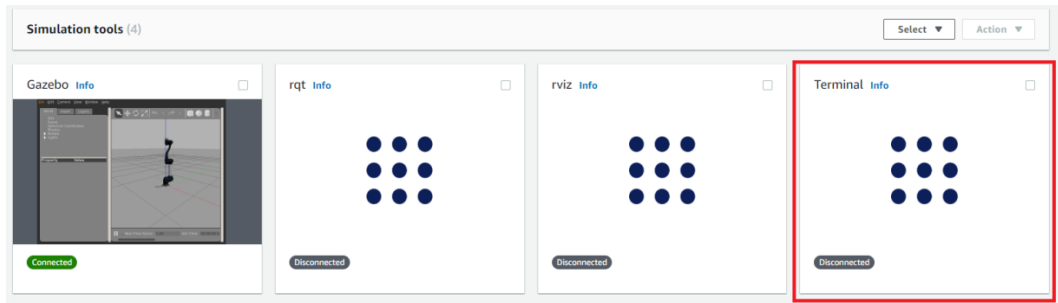 Simulation tools (4)
Select ▼
Action ▼
Gazebo Info
rqt Info
rviz Info
Terminal Info
Connected
Disconnected
Disconnected
Disconnected